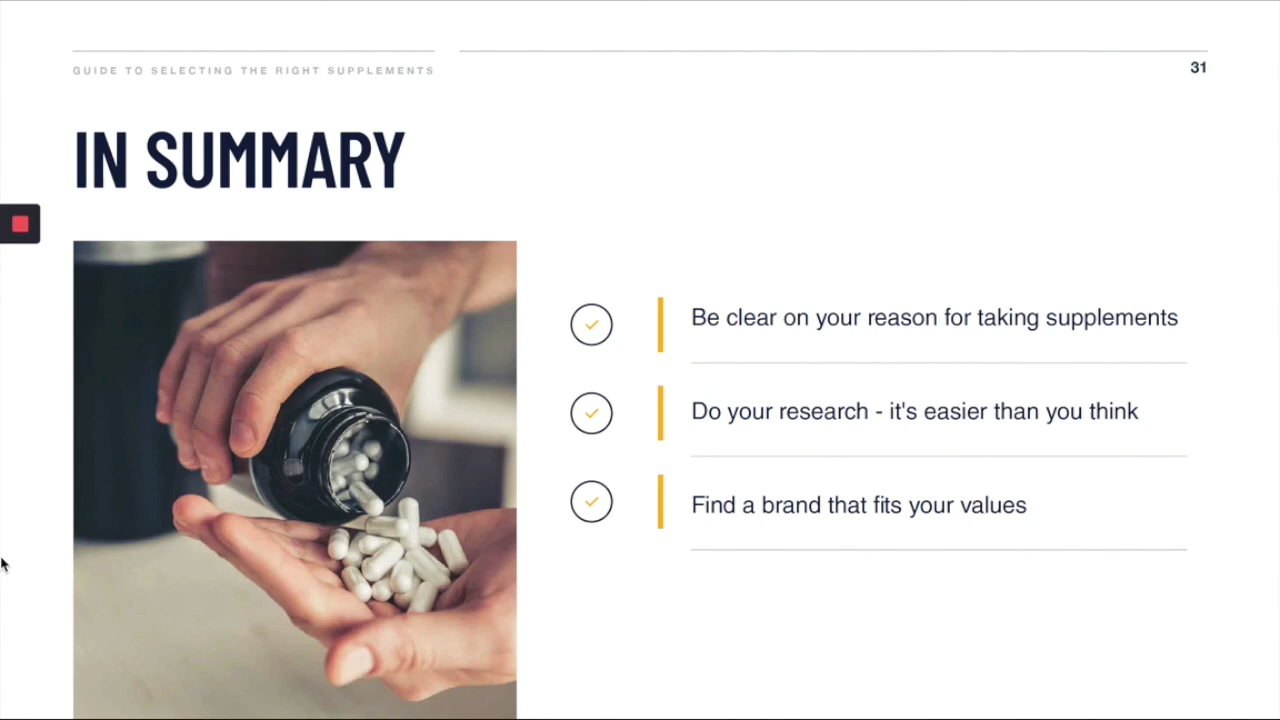 GUIDE TO SELECTING THE RIGHT SUPPLEMENTS
31
IN SUMMARY
Be clear on your reason for taking supplements
Do your research - it's easier than you think
Find a brand that fits your values